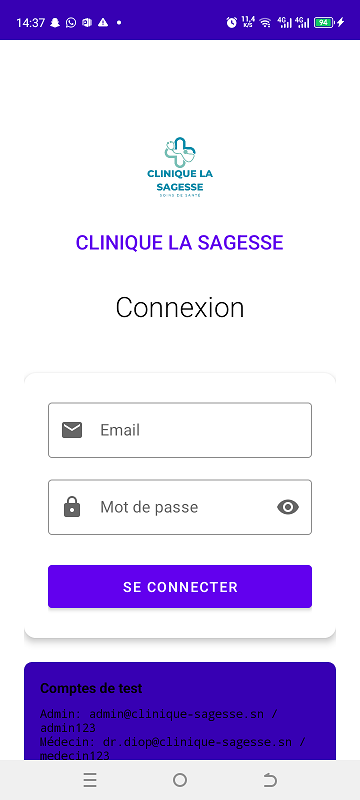 14:37
11,4
K/S
4G
4G
94
CLINIQUE LA
SAGESSE
SOINS DE SANTÉ
CLINIQUE LA SAGESSE
Connexion
Email
Mot de passe
SE CONNECTER
Comptes de test
Admin: admin@clinique-sagesse.sn /
admin123
Médecin: dr.diop@clinique-sagesse.sn /
medecin123